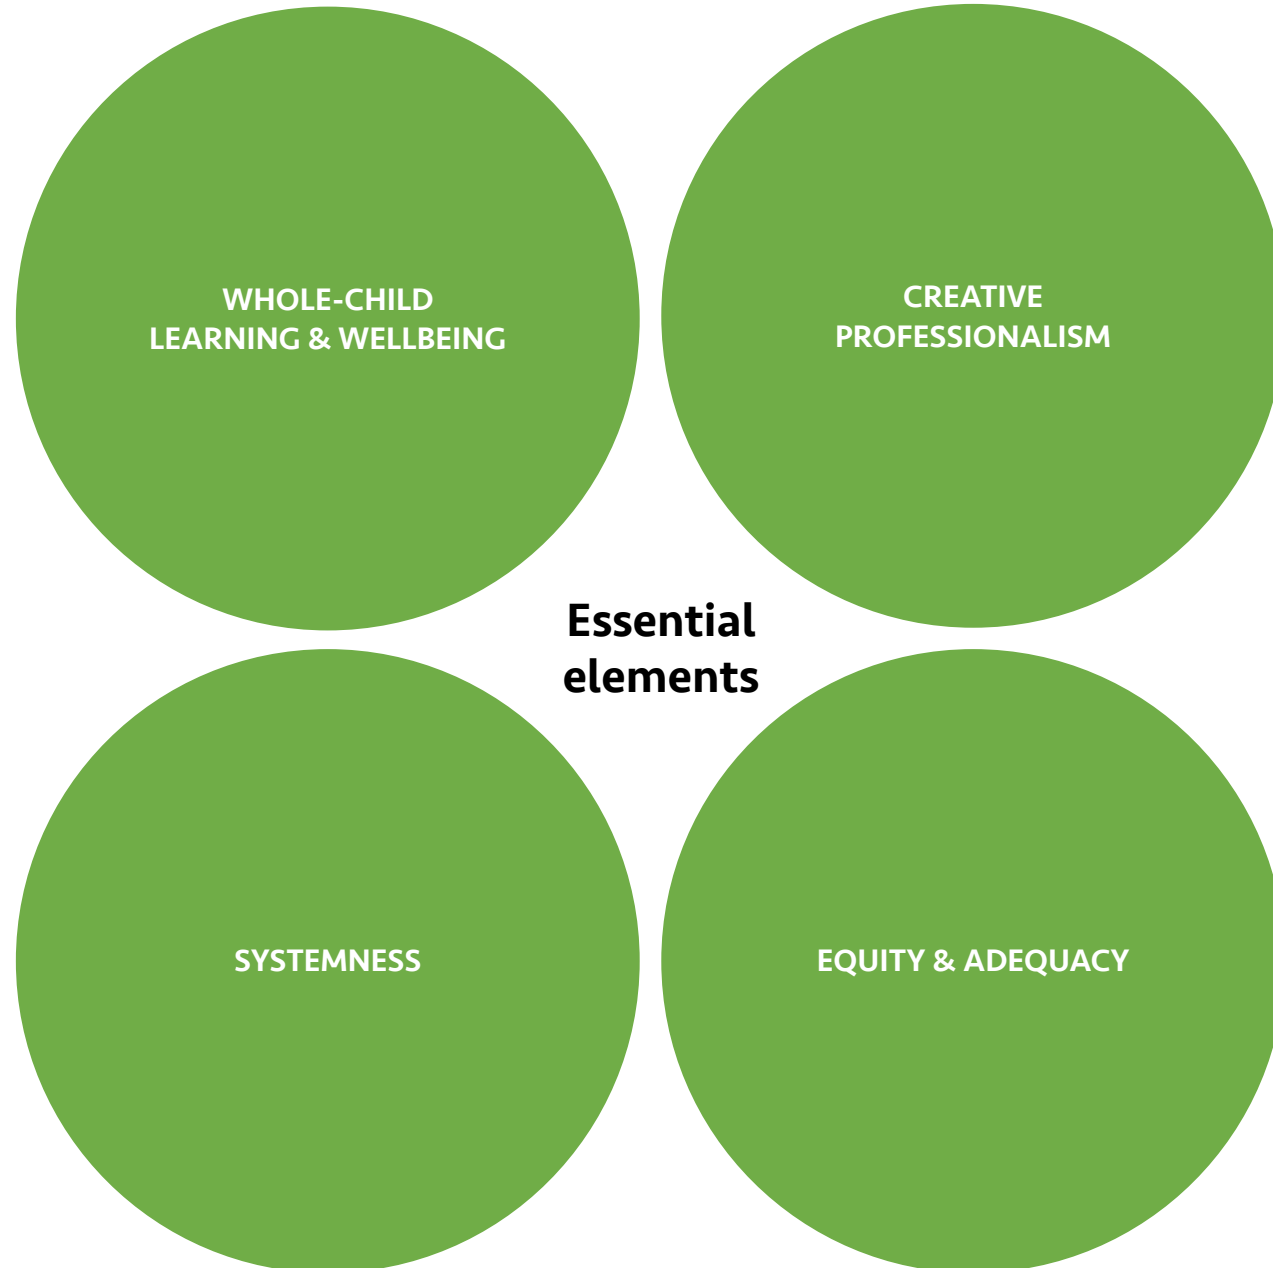 WHOLE-CHILD
LEARNING & WELLBEING
CREATIVE
PROFESSIONALISM
Essential
elements
SYSTEMNESS
EQUITY & ADEQUACY